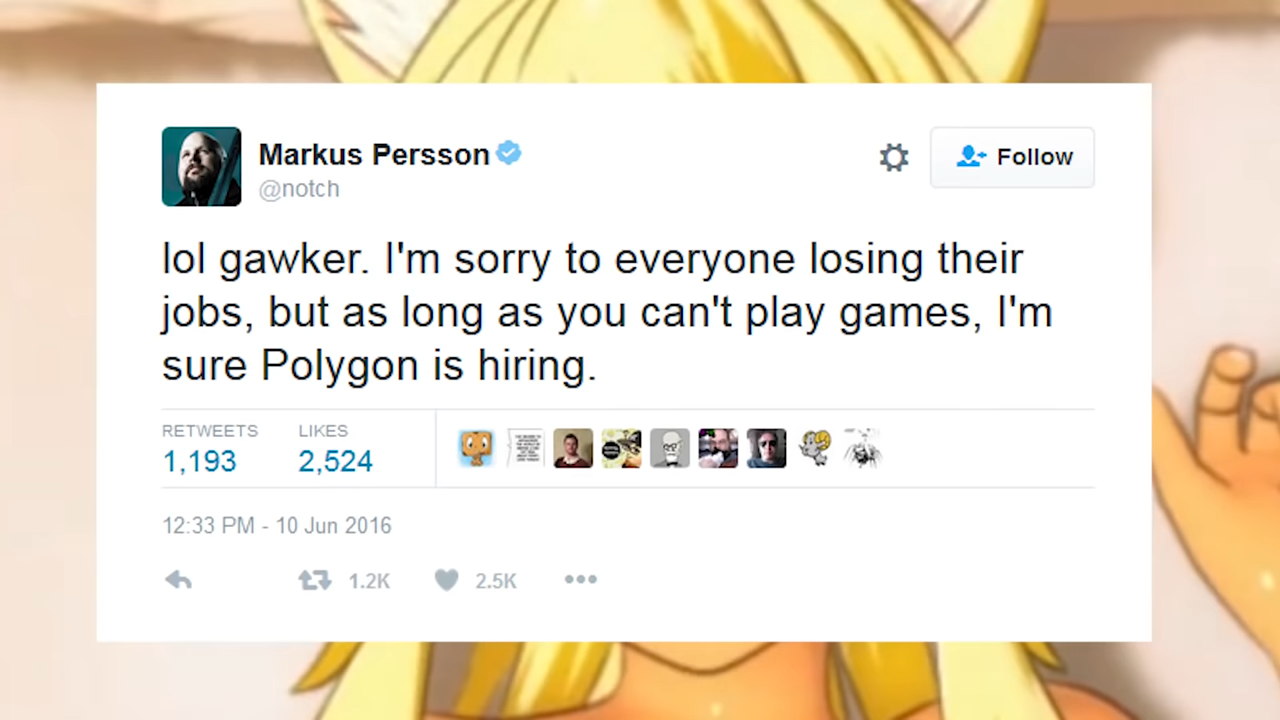 Markus Persson
@notch
Follow
lol gawker. I'm sorry to everyone losing their
jobs, but as long as you can't play games, I'm
sure Polygon is hiring.
RETWEETS LIKES
1,193 2,524
12:33 PM - 10 Jun 2016
1.2K 2.5K